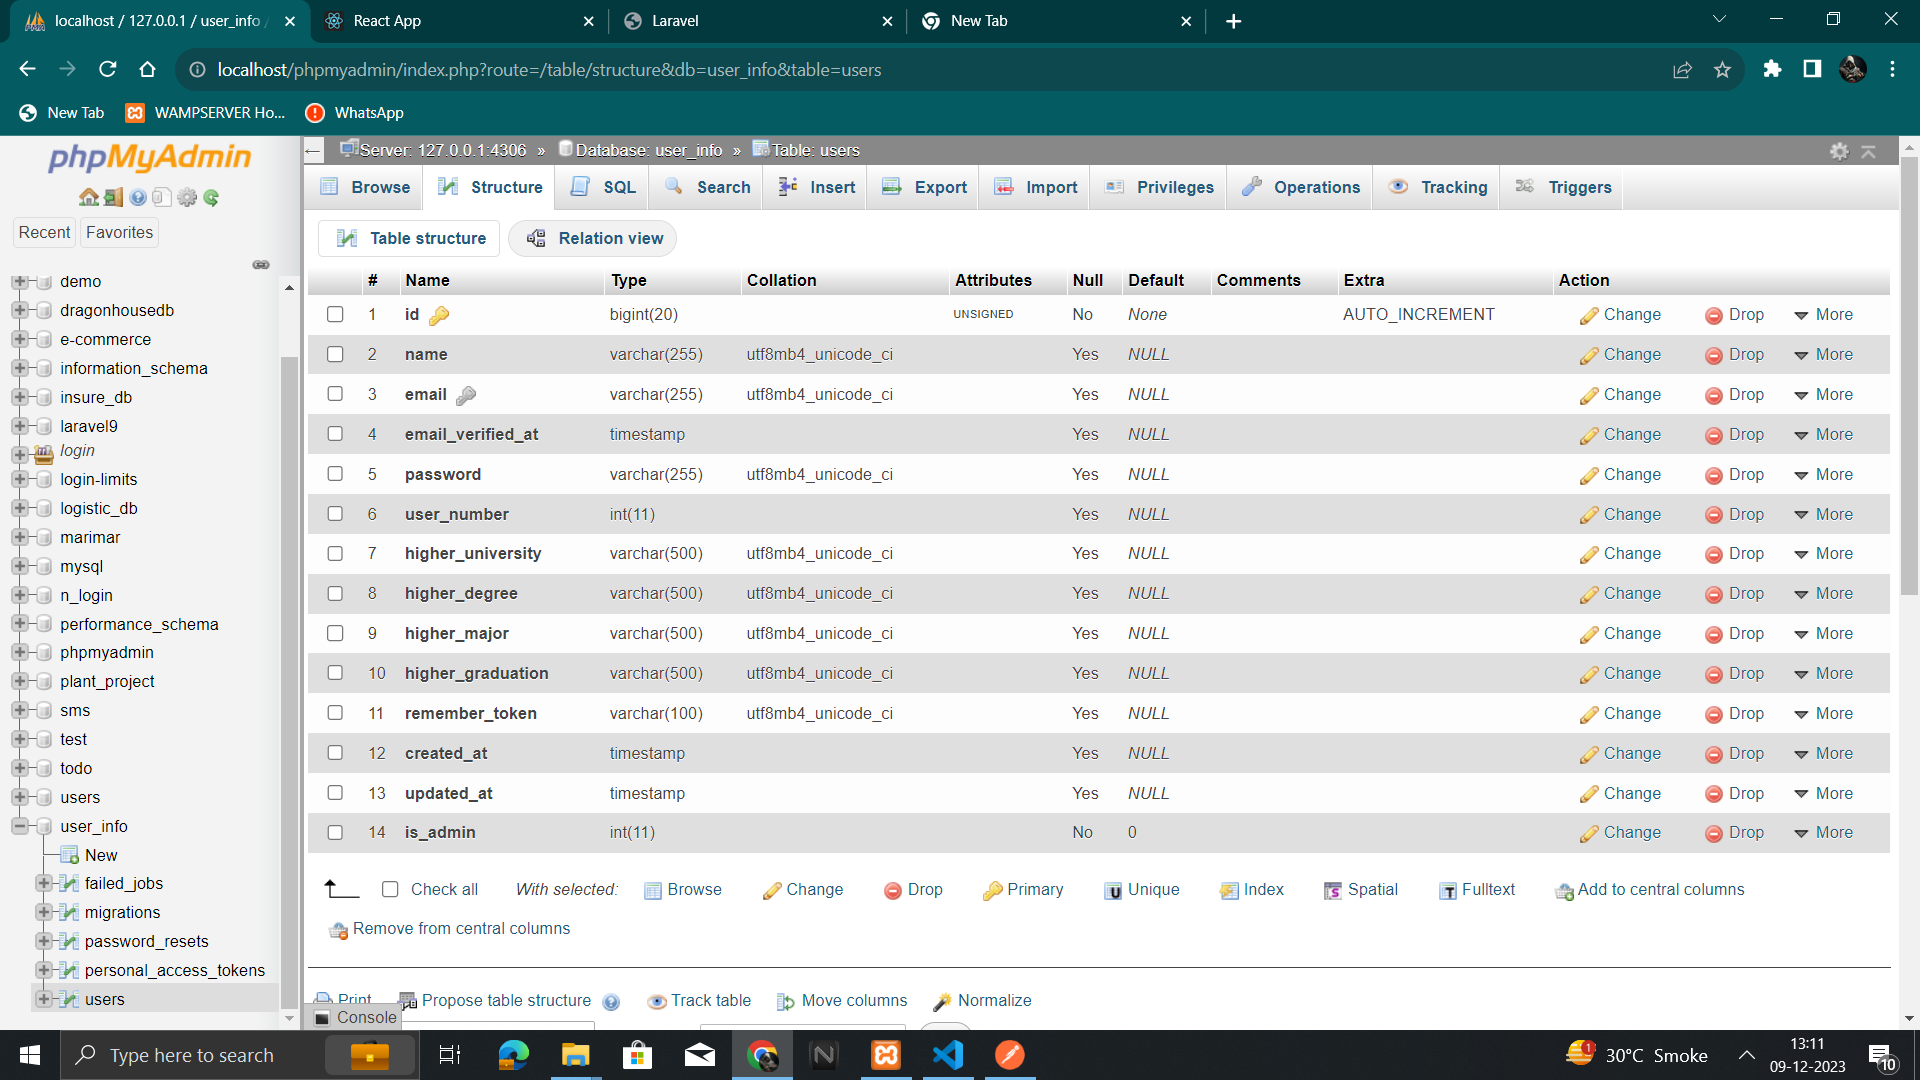 localhost / 127.0.0.1 / user_info /
React App
Laravel
New Tab
localhost/phpmyadmin/index.php?route=/table/structure&db=user_info&table=users
New Tab
WAMPSERVER Ho...
WhatsApp
phpMyAdmin
Recent
Favorites
demo
dragonhousedb
e-commerce
information_schema
insure_db
laravel9
login
login-limits
logistic_db
marimar
mysql
n_login
performance_schema
phpmyadmin
plant_project
sms
test
todo
users
user_info
New
failed_jobs
migrations
password_resets
personal_access_tokens
users
Server: 127.0.0.1:4306 » Database: user_info » Table: users
Browse Structure SQL Search Insert Export Import Privileges Operations Tracking Triggers
Table structure Relation view
# Name Type Collation Attributes Null Default Comments Extra Action
1 id bigint(20) UNSIGNED No None AUTO_INCREMENT Change Drop More
2 name varchar(255) utf8mb4_unicode_ci Yes NULL Change Drop More
3 email varchar(255) utf8mb4_unicode_ci Yes NULL Change Drop More
4 email_verified_at timestamp Yes NULL Change Drop More
5 password varchar(255) utf8mb4_unicode_ci Yes NULL Change Drop More
6 user_number int(11) Yes NULL Change Drop More
7 higher_university varchar(500) utf8mb4_unicode_ci Yes NULL Change Drop More
8 higher_degree varchar(500) utf8mb4_unicode_ci Yes NULL Change Drop More
9 higher_major varchar(500) utf8mb4_unicode_ci Yes NULL Change Drop More
10 higher_graduation varchar(500) utf8mb4_unicode_ci Yes NULL Change Drop More
11 remember_token varchar(100) utf8mb4_unicode_ci Yes NULL Change Drop More
12 created_at timestamp Yes NULL Change Drop More
13 updated_at timestamp Yes NULL Change Drop More
14 is_admin int(11) No 0 Change Drop More
Check all With selected: Browse Change Drop Primary Unique Index Spatial Fulltext Add to central columns
Remove from central columns
Print Propose table structure Track table Move columns Normalize
Console
Type here to search
30°C Smoke
13:11
09-12-2023
10
1